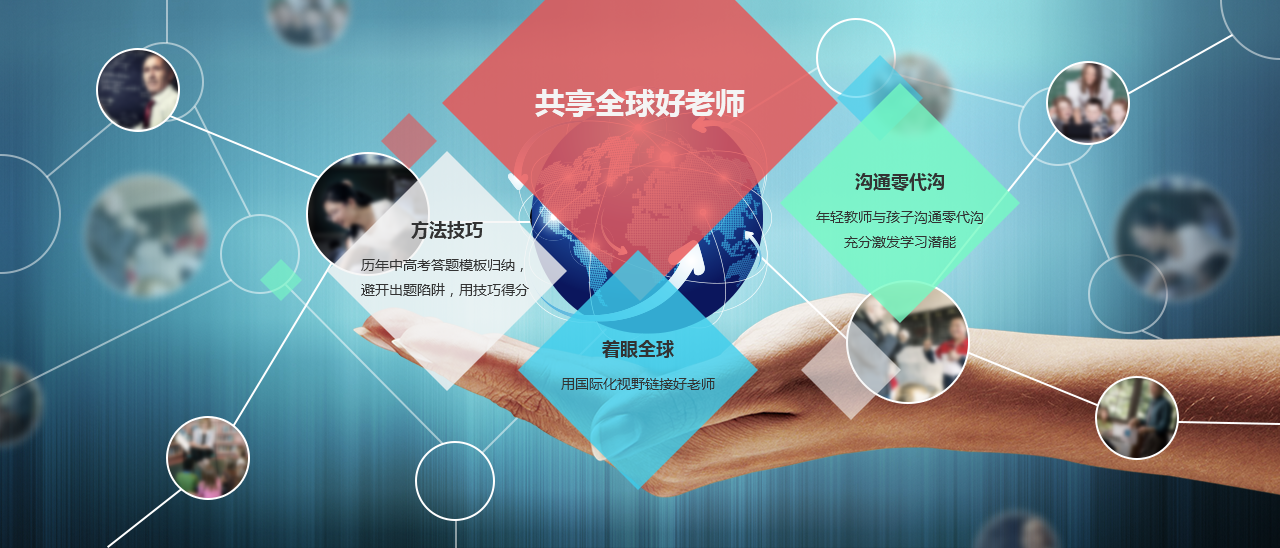 共享全球好老师
方法技巧
历年中高考答题模板归纳，
避开出题陷阱，用技巧得分
着眼全球
用国际化视野链接好老师
沟通零代沟
年轻教师与孩子沟通零代沟
充分激发学习潜能